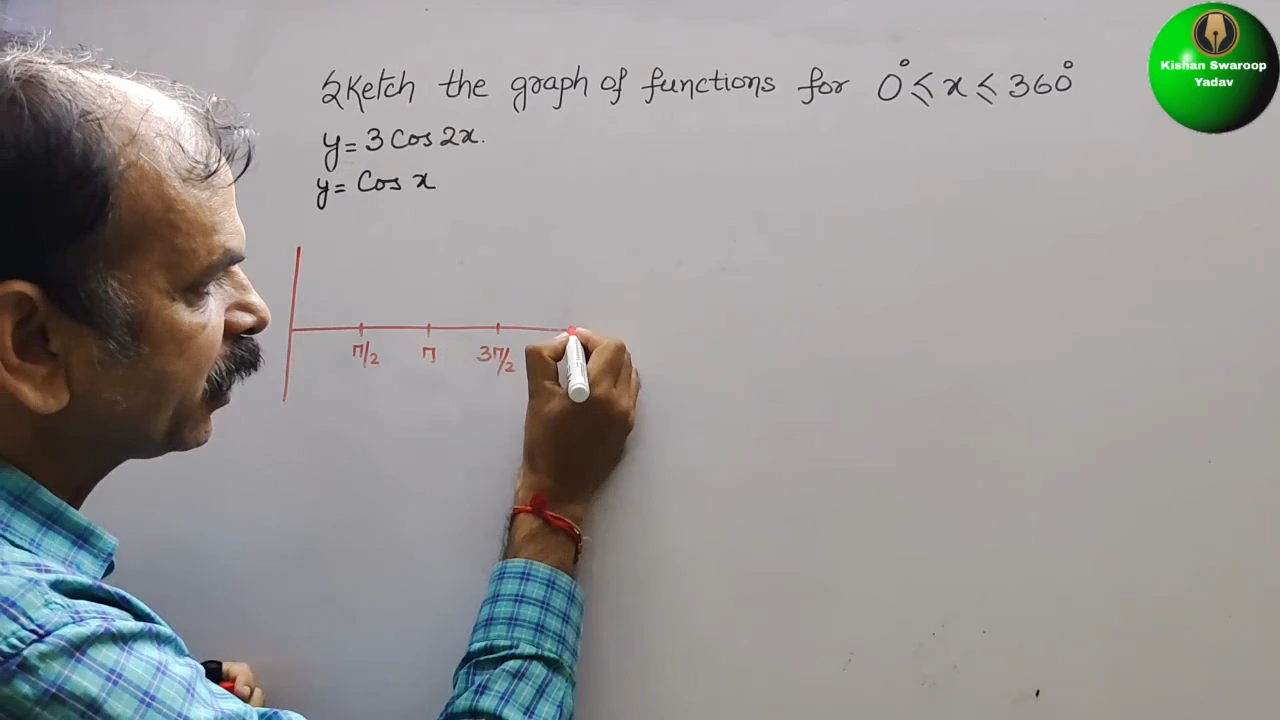 Sketch the graph of functions for 0° ≤ x ≤ 360°
y = 3 Cos 2x.
y = Cos x
π/2 π 3π/2
Kishan Swaroop
Yadav